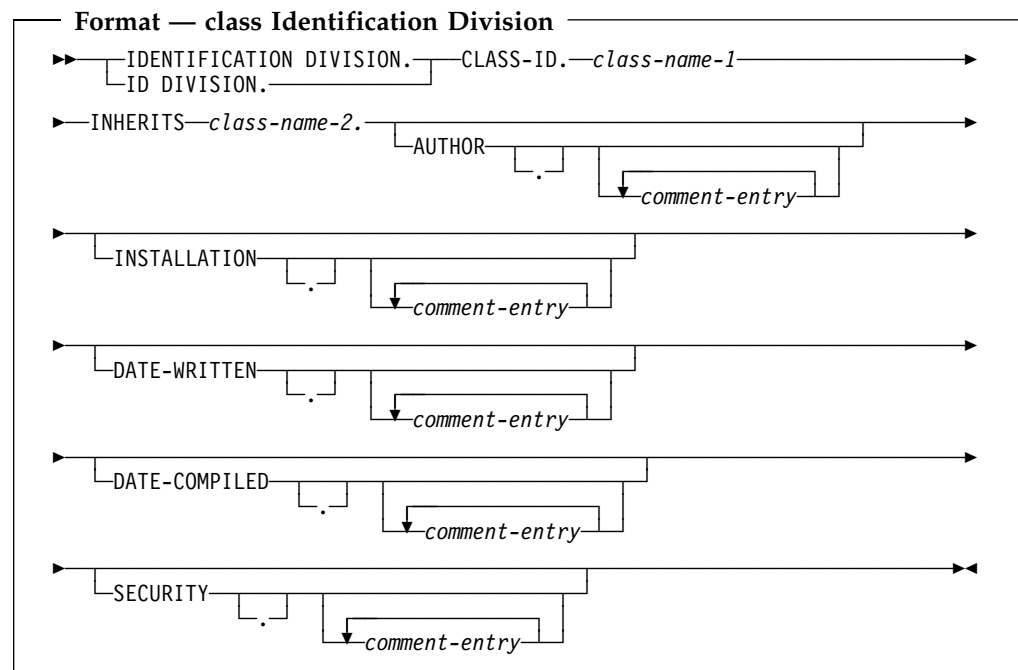 Format — class Identification Division
IDENTIFICATION DIVISION. CLASS-ID. class-name-1
ID DIVISION.
INHERITS class-name-2.
AUTHOR
.
comment-entry
INSTALLATION
.
comment-entry
DATE-WRITTEN
.
comment-entry
DATE-COMPILED
.
comment-entry
SECURITY
.
comment-entry